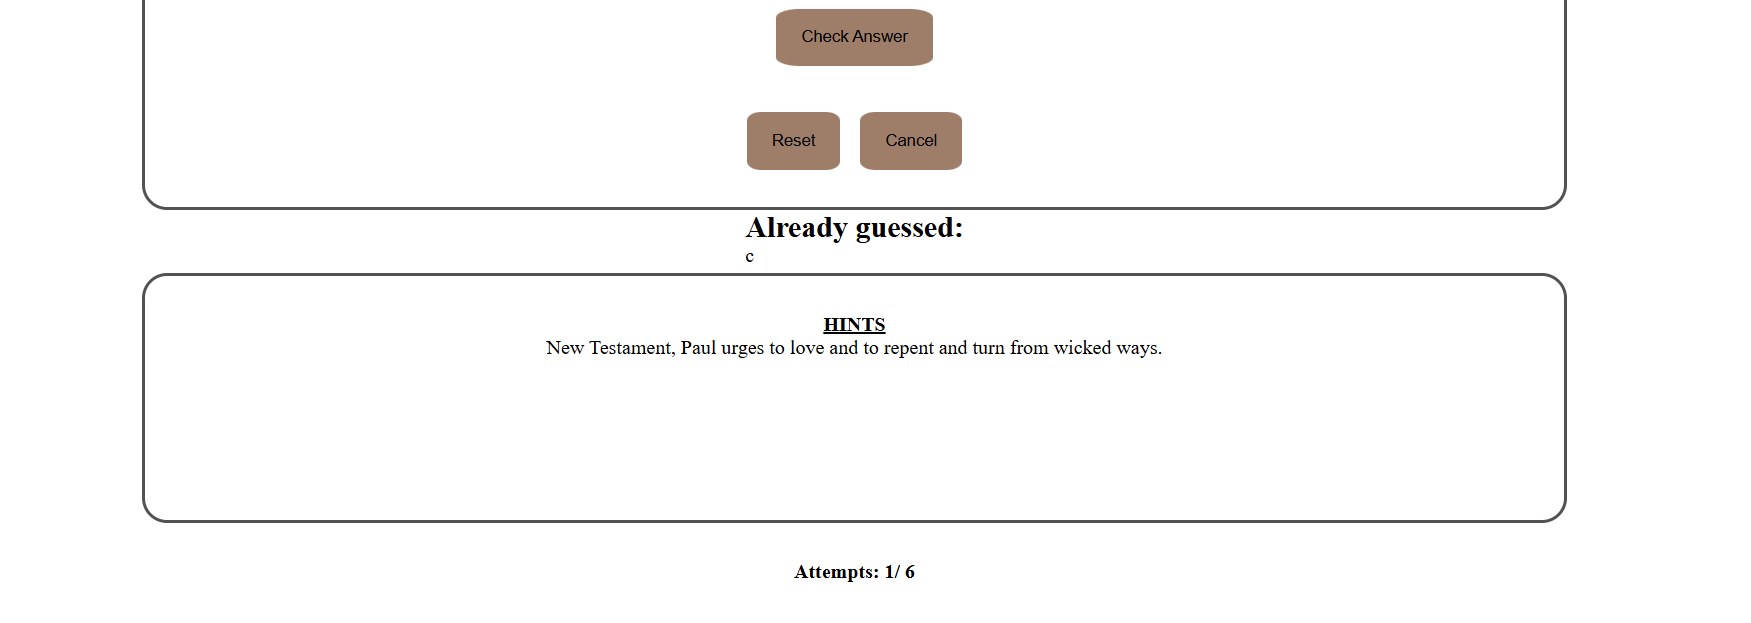 Check Answer
Reset Cancel
Already guessed:
c
HINTS
New Testament, Paul urges to love and to repent and turn from wicked ways.
Attempts: 1/ 6